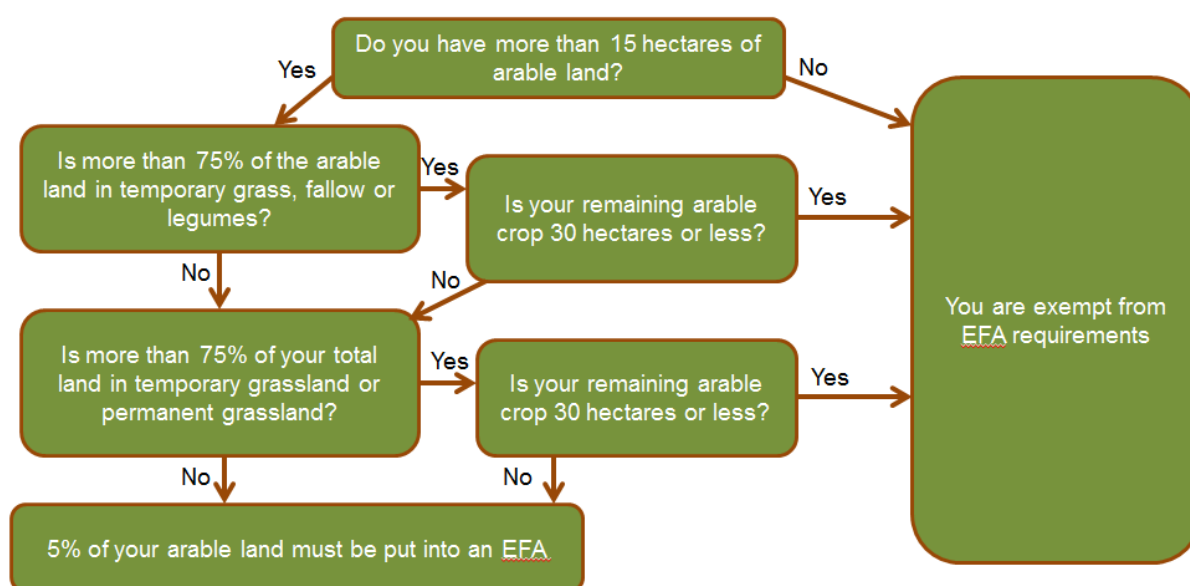 Do you have more than 15 hectares of
arable land?
Yes
No
Is more than 75% of the arable
land in temporary grass, fallow or
legumes?
Yes
Is your remaining arable
crop 30 hectares or less?
Yes
No
No
You are exempt from
EFA requirements
Is more than 75% of your total
land in temporary grassland or
permanent grassland?
Yes
Is your remaining arable
crop 30 hectares or less?
Yes
No
No
5% of your arable land must be put into an EFA